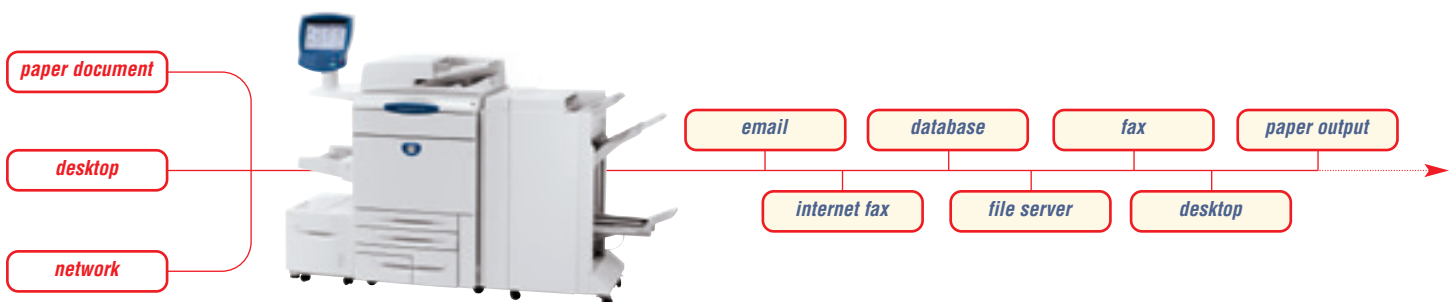 paper document
desktop
network
email
database
fax
paper output
internet fax
file server
desktop